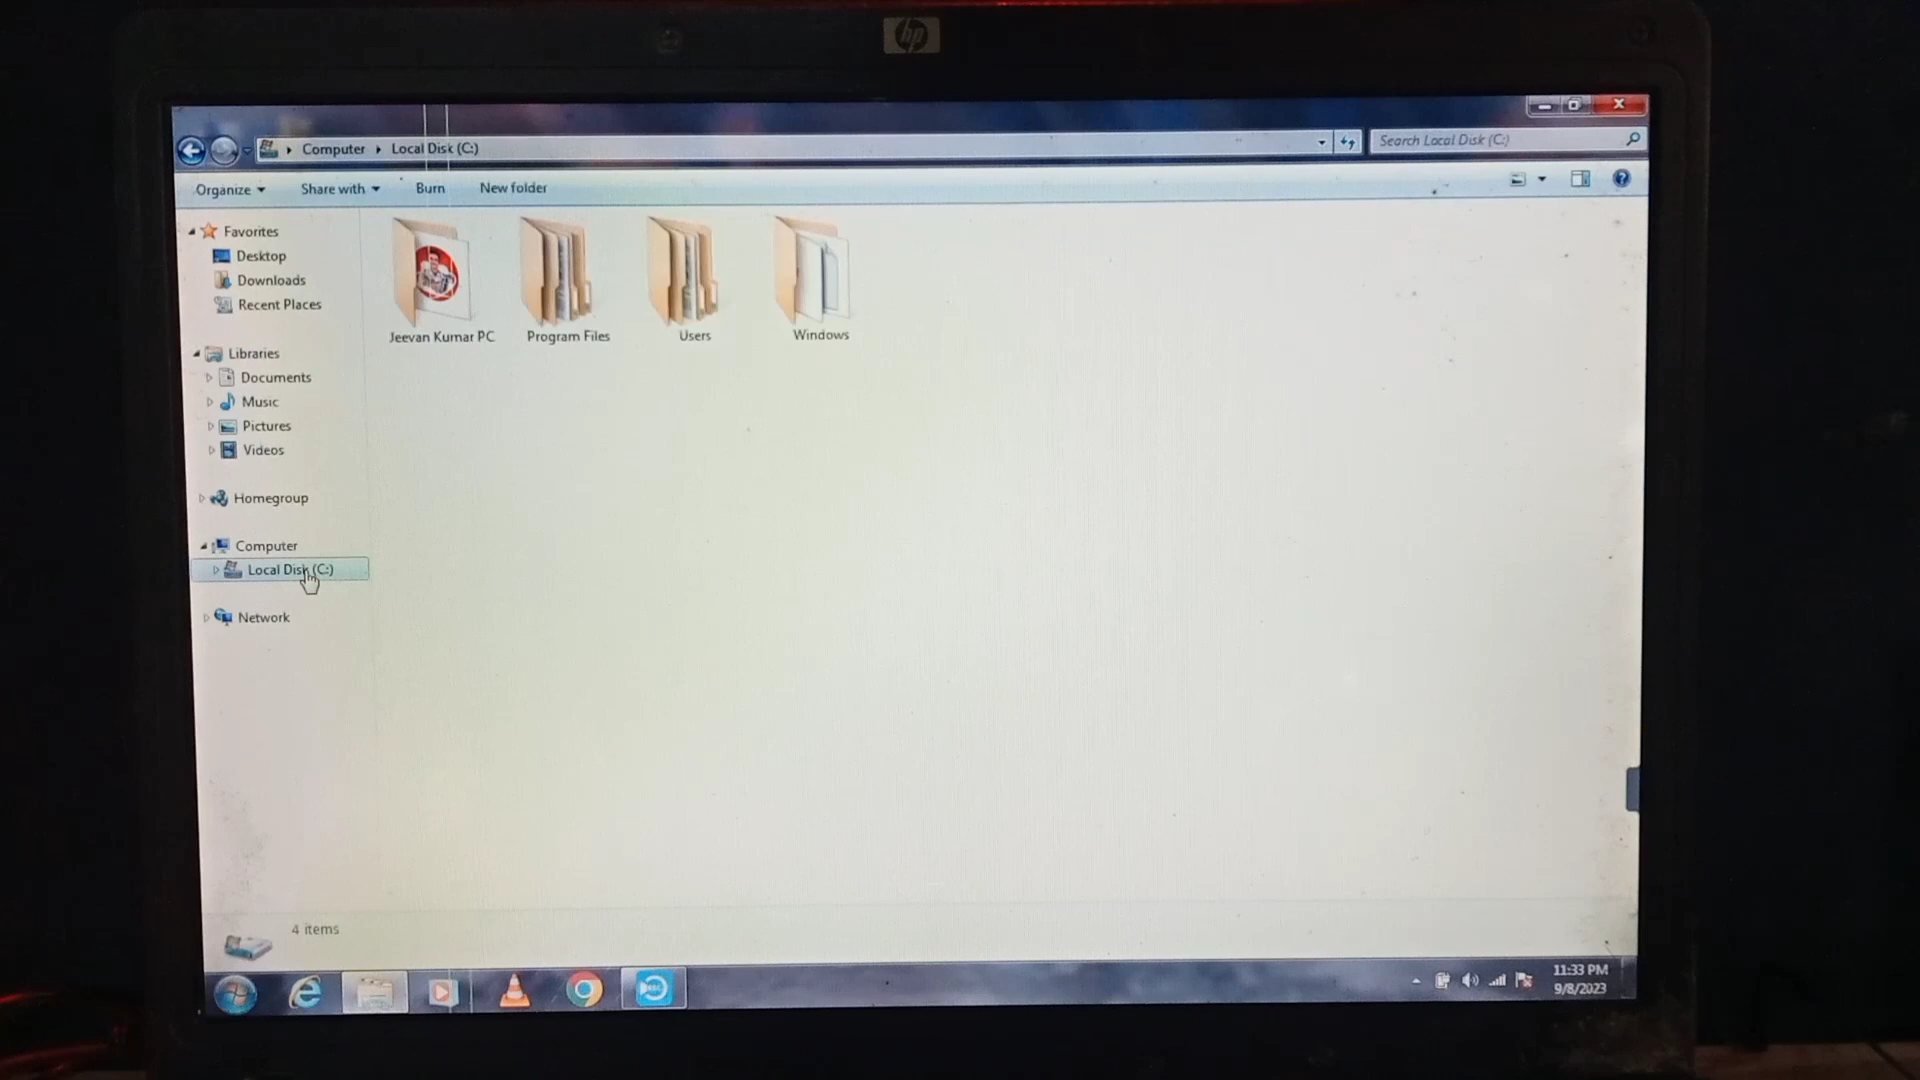 hp
Computer Local Disk (C:)
Search Local Disk (C:)
Organize Share with Burn New folder
Favorites
Desktop
Downloads
Recent Places
Libraries
Documents
Music
Pictures
Videos
Homegroup
Computer
Local Disk (C:)
Network
Jeevan Kumar PC Program Files Users Windows
4 items
11:33 PM
9/8/2023